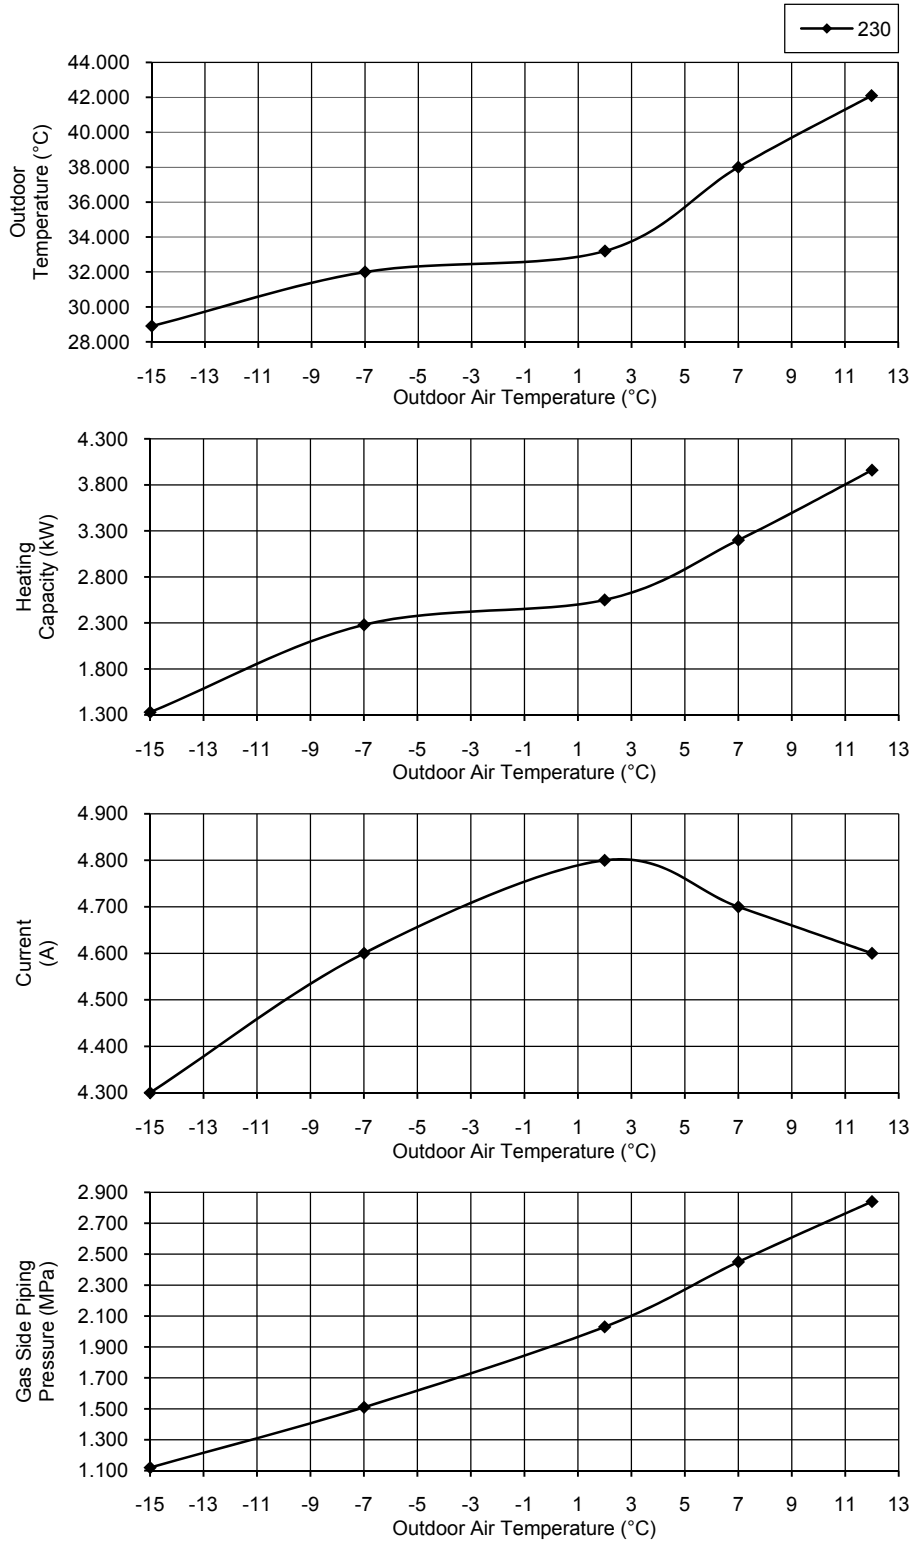 230
44.000
42.000
40.000
38.000
36.000
34.000
32.000
30.000
28.000
Outdoor
Temperature (°C)
-15 -13 -11 -9 -7 -5 -3 -1 1 3 5 7 9 11 13
Outdoor Air Temperature (°C)
4.300
3.800
3.300
2.800
2.300
1.800
1.300
Heating
Capacity (kW)
-15 -13 -11 -9 -7 -5 -3 -1 1 3 5 7 9 11 13
Outdoor Air Temperature (°C)
4.900
4.800
4.700
4.600
4.500
4.400
4.300
Current
(A)
-15 -13 -11 -9 -7 -5 -3 -1 1 3 5 7 9 11 13
Outdoor Air Temperature (°C)
2.900
2.700
2.500
2.300
2.100
1.900
1.700
1.500
1.300
1.100
Gas Side Piping
Pressure (MPa)
-15 -13 -11 -9 -7 -5 -3 -1 1 3 5 7 9 11 13
Outdoor Air Temperature (°C)